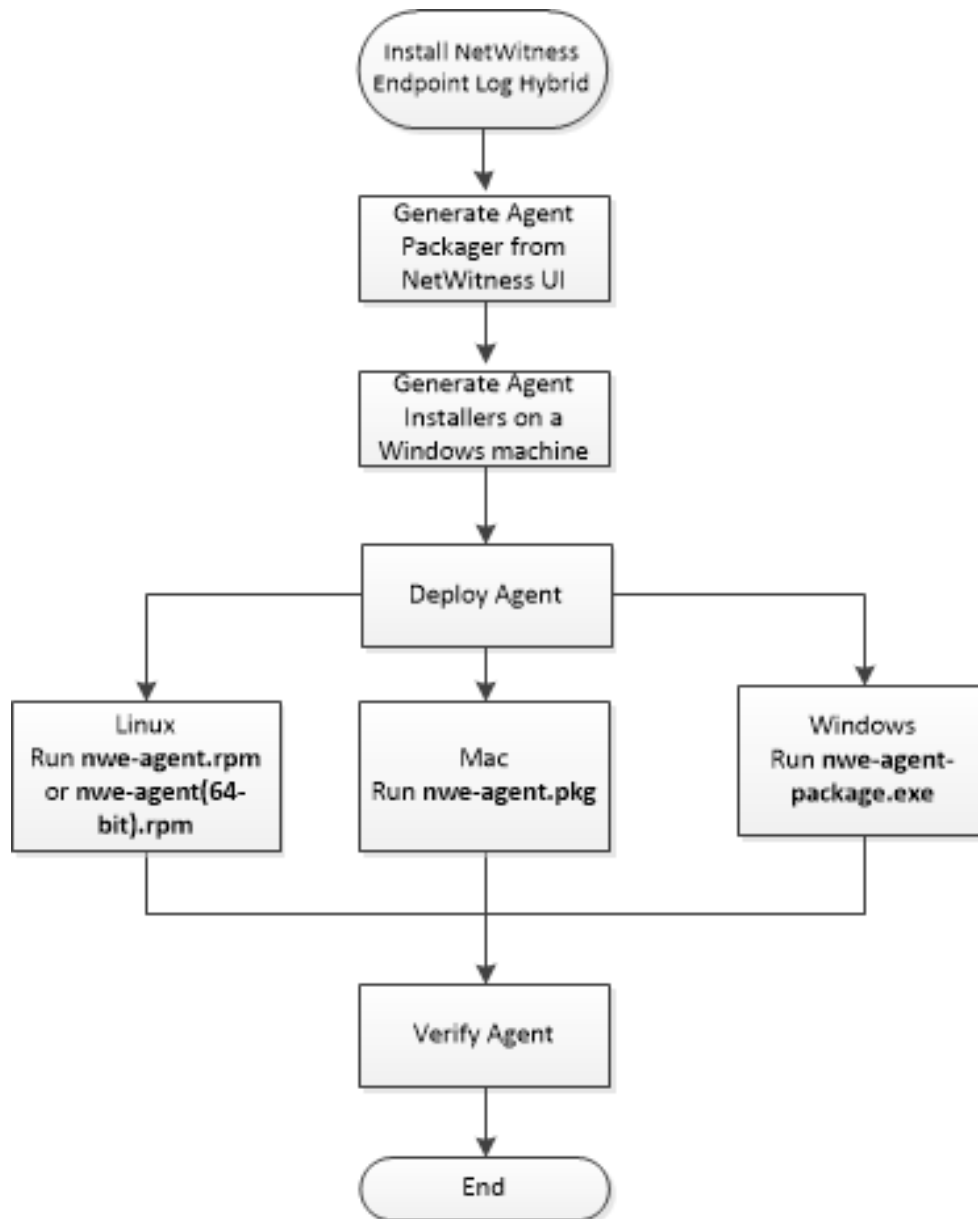 Install NetWitness
Endpoint Log Hybrid
Generate Agent
Packager from
NetWitness UI
Generate Agent
Installers on a
Windows machine
Deploy Agent
Linux
Run nwe-agent.rpm
or nwe-agent(64-
bit).rpm
Mac
Run nwe-agent.pkg
Windows
Run nwe-agent-
package.exe
Verify Agent
End